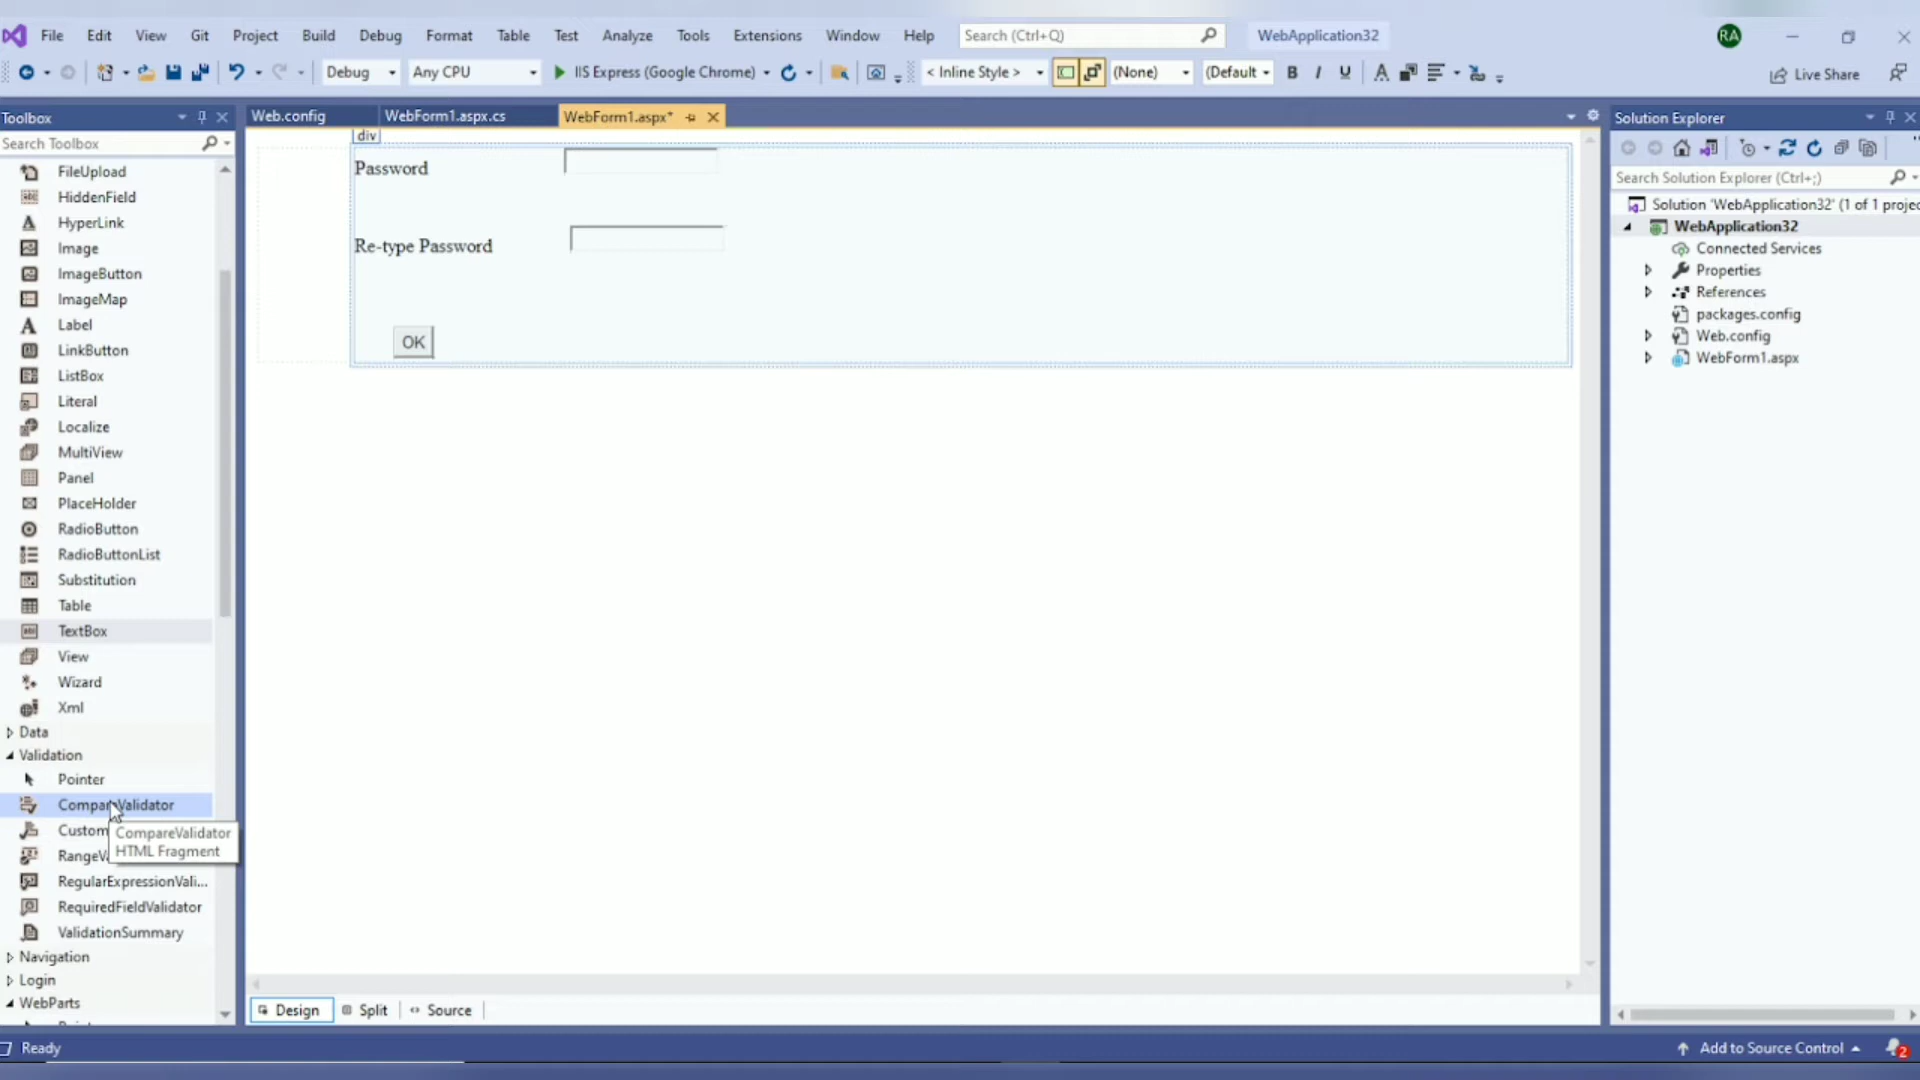 File Edit View Git Project Build Debug Format Table Test Analyze Tools Extensions Window Help Search (Ctrl+Q) WebApplication32 RA
Debug Any CPU IIS Express (Google Chrome) < Inline Style > (None) (Default B I U A Live Share
Toolbox
Search Toolbox
FileUpload
HiddenField
HyperLink
Image
ImageButton
ImageMap
Label
LinkButton
ListBox
Literal
Localize
MultiView
Panel
PlaceHolder
RadioButton
RadioButtonList
Substitution
Table
TextBox
View
Wizard
Xml
Data
Validation
Pointer
CompareValidator
Custom
RangeVa
RegularExpressionVali...
RequiredFieldValidator
ValidationSummary
Navigation
Login
WebParts
CompareValidator
HTML Fragment
Web.config WebForm1.aspx.cs WebForm1.aspx*
div
Password
Re-type Password
OK
Design Split Source
Solution Explorer
Search Solution Explorer (Ctrl+;)
Solution 'WebApplication32' (1 of 1 projec
WebApplication32
Connected Services
Properties
References
packages.config
Web.config
WebForm1.aspx
Ready Add to Source Control 2